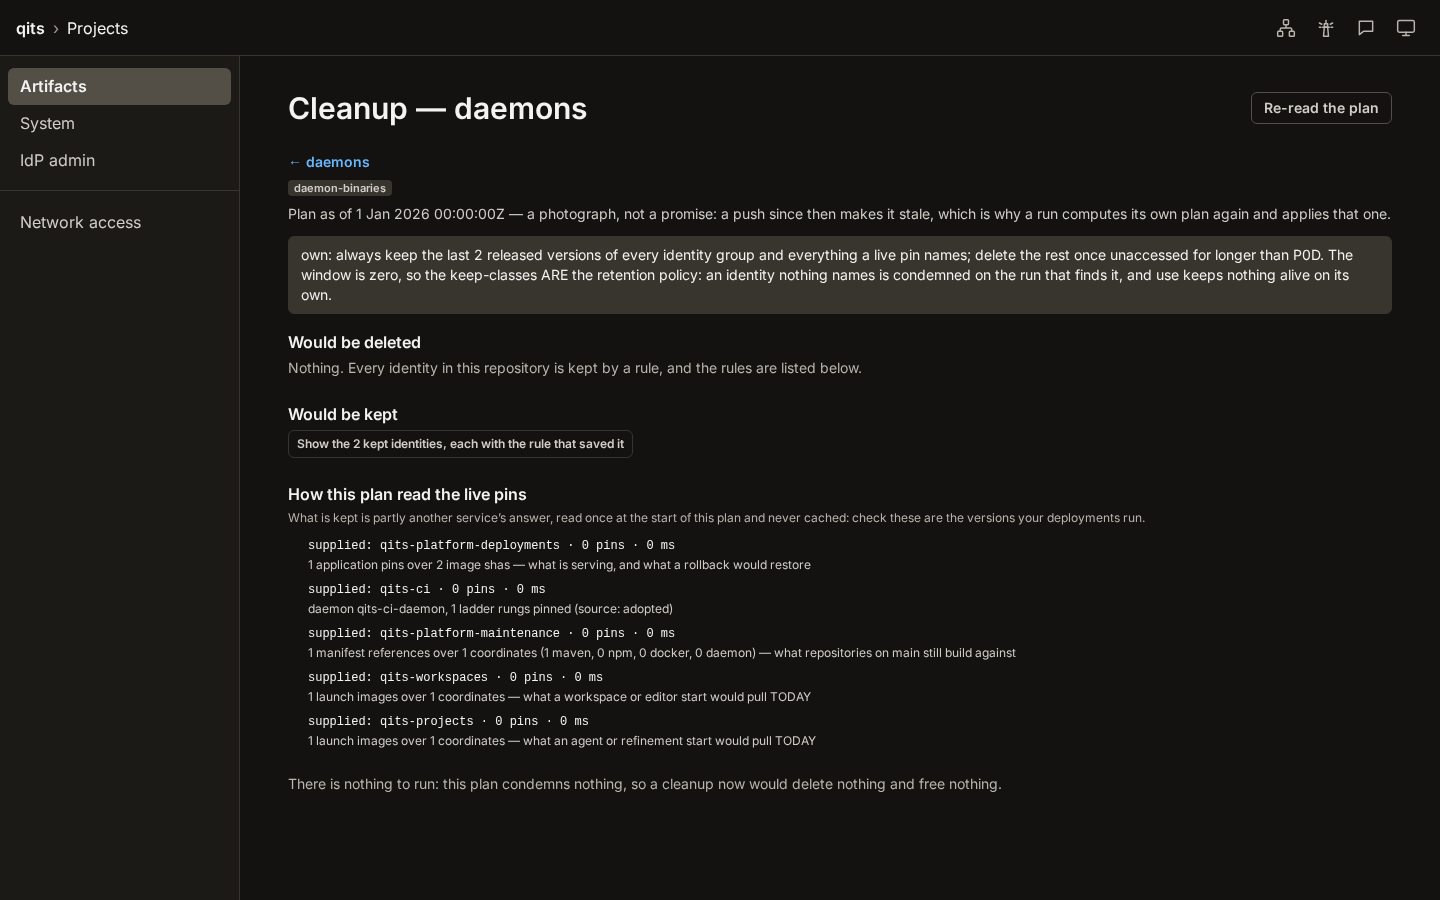 qits › Projects
Artifacts
System
IdP admin
Network access
Cleanup — daemons
Re-read the plan
← daemons
daemon-binaries
Plan as of 1 Jan 2026 00:00:00Z — a photograph, not a promise: a push since then makes it stale, which is why a run computes its own plan again and applies that one.
own: always keep the last 2 released versions of every identity group and everything a live pin names; delete the rest once unaccessed for longer than P0D. The
window is zero, so the keep-classes ARE the retention policy: an identity nothing names is condemned on the run that finds it, and use keeps nothing alive on its
own.
Would be deleted
Nothing. Every identity in this repository is kept by a rule, and the rules are listed below.
Would be kept
Show the 2 kept identities, each with the rule that saved it
How this plan read the live pins
What is kept is partly another service's answer, read once at the start of this plan and never cached: check these are the versions your deployments run.
supplied: qits-platform-deployments · 0 pins · 0 ms
1 application pins over 2 image shas — what is serving, and what a rollback would restore
supplied: qits-ci · 0 pins · 0 ms
daemon qits-ci-daemon, 1 ladder rungs pinned (source: adopted)
supplied: qits-platform-maintenance · 0 pins · 0 ms
1 manifest references over 1 coordinates (1 maven, 0 npm, 0 docker, 0 daemon) — what repositories on main still build against
supplied: qits-workspaces · 0 pins · 0 ms
1 launch images over 1 coordinates — what a workspace or editor start would pull TODAY
supplied: qits-projects · 0 pins · 0 ms
1 launch images over 1 coordinates — what an agent or refinement start would pull TODAY
There is nothing to run: this plan condemns nothing, so a cleanup now would delete nothing and free nothing.